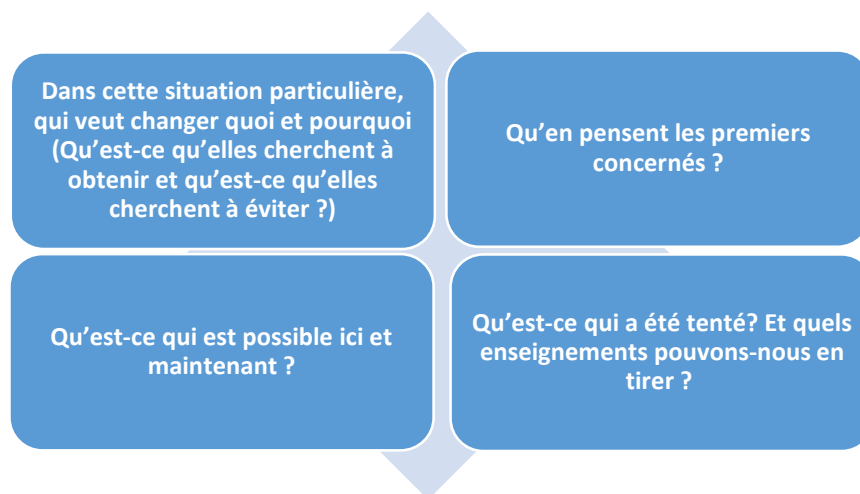 Dans cette situation particulière,
qui veut changer quoi et pourquoi
(Qu’est-ce qu’elles cherchent à
obtenir et qu’est-ce qu’elles
cherchent à éviter ?)
Qu’en pensent les premiers
concernés ?
Qu’est-ce qui est possible ici et
maintenant ?
Qu’est-ce qui a été tenté? Et quels
enseignements pouvons-nous en
tirer ?